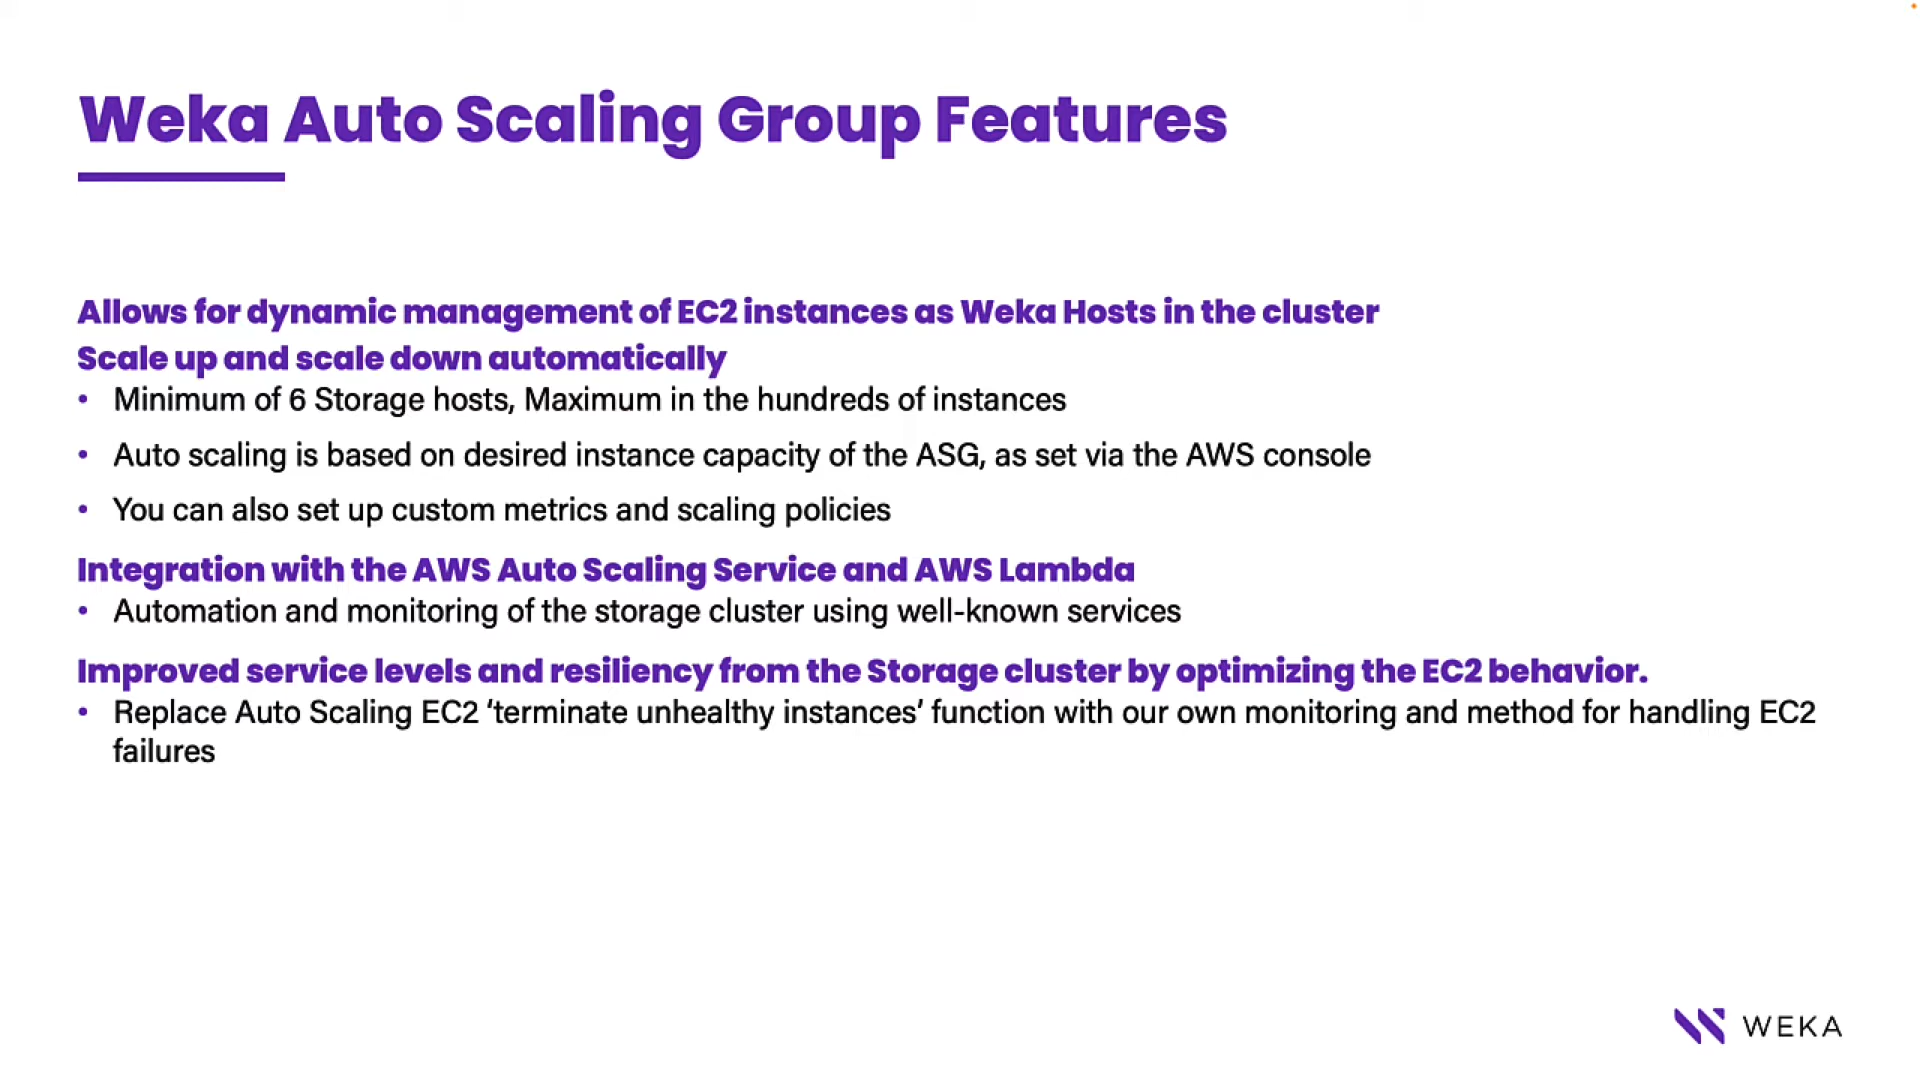 Weka Auto Scaling Group Features
Allows for dynamic management of EC2 instances as Weka Hosts in the cluster
Scale up and scale down automatically
• Minimum of 6 Storage hosts, Maximum in the hundreds of instances
• Auto scaling is based on desired instance capacity of the ASG, as set via the AWS console
• You can also set up custom metrics and scaling policies
Integration with the AWS Auto Scaling Service and AWS Lambda
• Automation and monitoring of the storage cluster using well-known services
Improved service levels and resiliency from the Storage cluster by optimizing the EC2 behavior.
• Replace Auto Scaling EC2 ‘terminate unhealthy instances’ function with our own monitoring and method for handling EC2
failures
WEKA